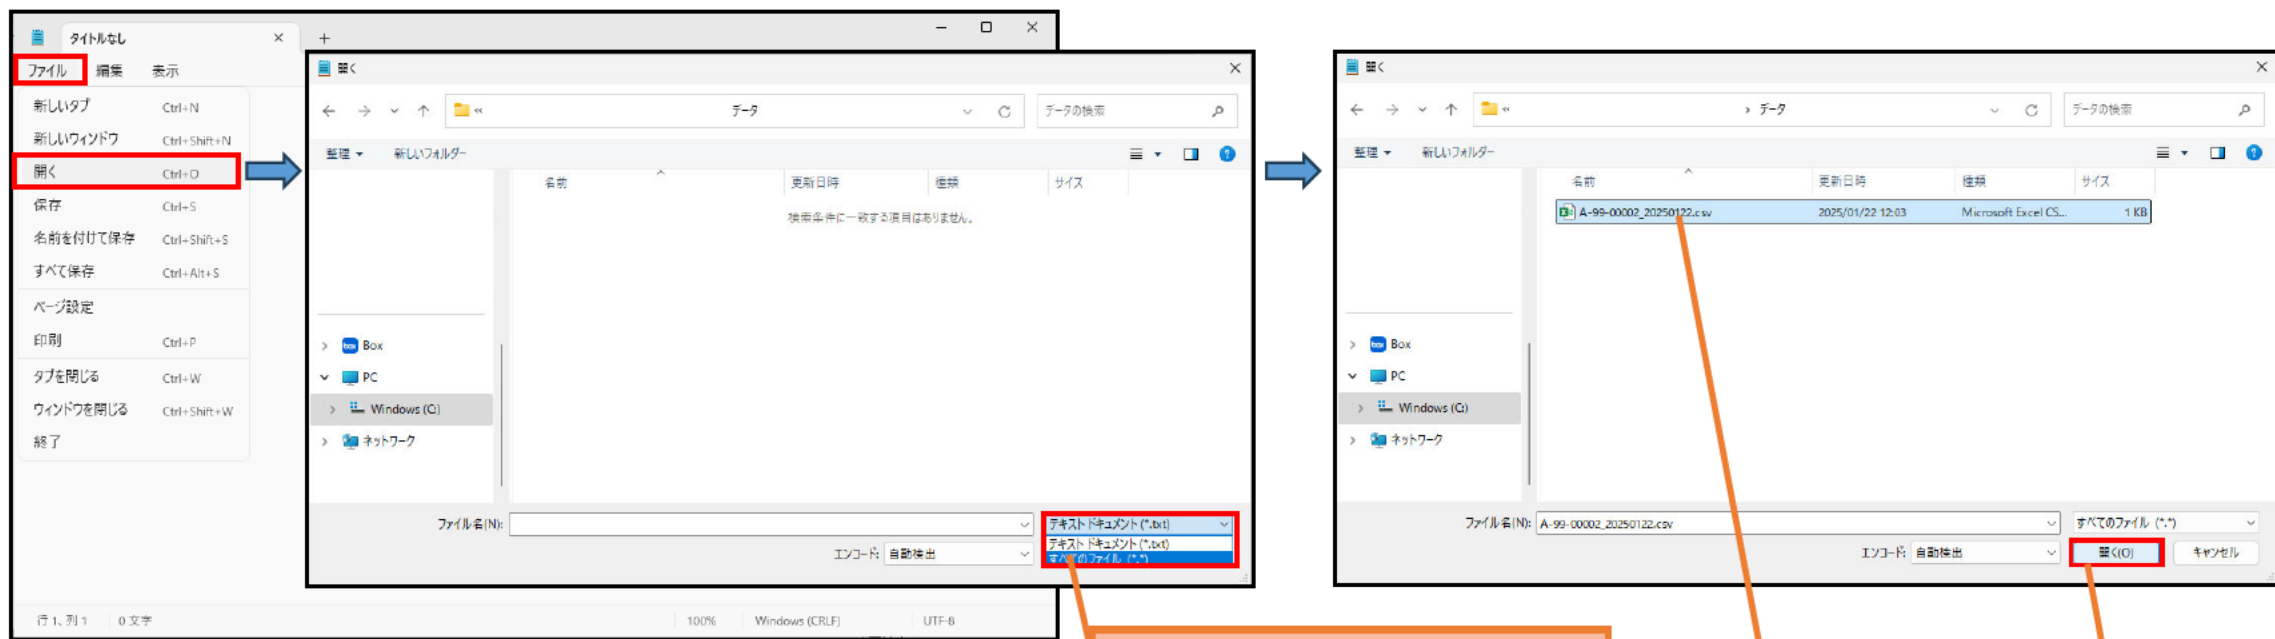 タイトルなし
ファイル 編集 表示
新しいタブ Ctrl+N
新しいウィンドウ Ctrl+Shift+N
開く Ctrl+O
保存 Ctrl+S
名前を付けて保存 Ctrl+Shift+S
すべて保存 Ctrl+Alt+S
ページ設定
印刷 Ctrl+P
タブを閉じる Ctrl+W
ウィンドウを閉じる Ctrl+Shift+W
終了
行 1、列 1 0 文字 100% Windows (CRLF) UTF-8
開く
« データ データの検索
整理 新しいフォルダー
名前 更新日時 種類 サイズ
検索条件に一致する項目はありません。
Box
PC
Windows (C:)
ネットワーク
ファイル名(N): テキスト ドキュメント (*.txt)
テキスト ドキュメント (*.txt)
エンコード: 自動検出 すべてのファイル (*.*)
開く
« › データ データの検索
整理 新しいフォルダー
名前 更新日時 種類 サイズ
A-99-00002_20250122.csv 2025/01/22 12:03 Microsoft Excel CS... 1 KB
Box
PC
Windows (C:)
ネットワーク
ファイル名(N): A-99-00002_20250122.csv すべてのファイル (*.*)
エンコード: 自動検出 開く(O) キャンセル